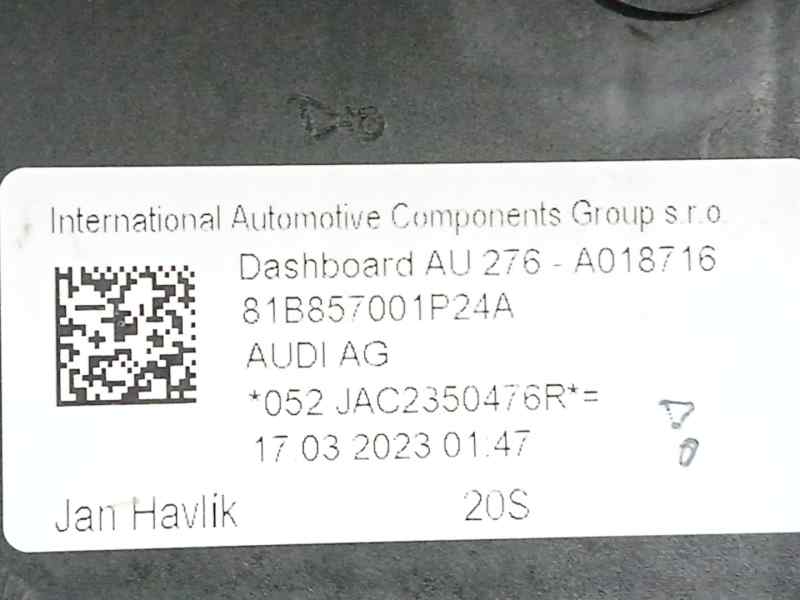 International Automotive Components Group s.r.o.
Dashboard AU 276 - A018716
81B857001P24A
AUDI AG
*052 JAC2350476R*=
17.03.2023 01:47
Jan Havlik 20S